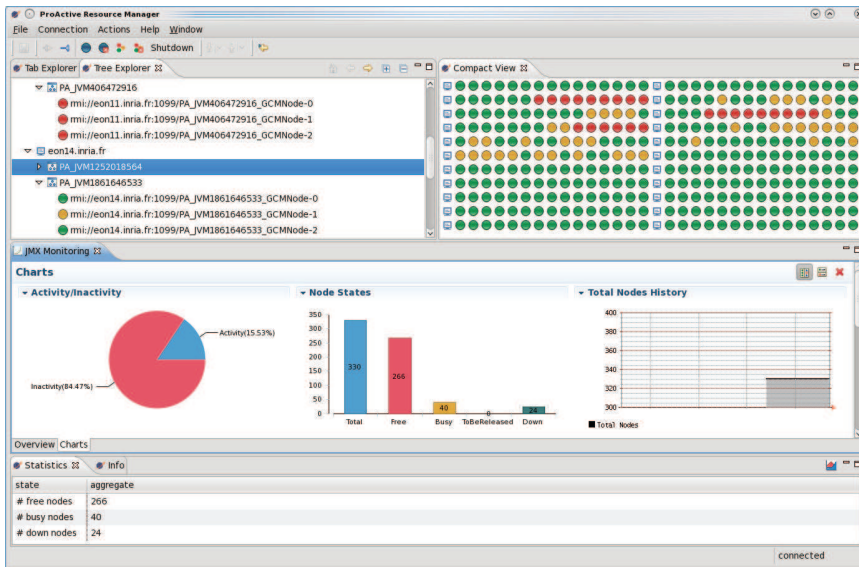 ProActive Resource Manager
File Connection Actions Help Window
Shutdown
Tab Explorer Tree Explorer
PA_JVM406472916
rmi://eon11.inria.fr:1099/PA_JVM406472916_GCMNode-0
rmi://eon11.inria.fr:1099/PA_JVM406472916_GCMNode-1
rmi://eon11.inria.fr:1099/PA_JVM406472916_GCMNode-2
eon14.inria.fr
PA_JVM1252018564
PA_JVM1861646533
rmi://eon14.inria.fr:1099/PA_JVM1861646533_GCMNode-0
rmi://eon14.inria.fr:1099/PA_JVM1861646533_GCMNode-1
rmi://eon14.inria.fr:1099/PA_JVM1861646533_GCMNode-2
Compact View
JMX Monitoring
Charts
Activity/Inactivity
Activity(15.53%)
Inactivity(84.47%)
Node States
350
300
250
200
150
100
50
0
330
266
40
0
24
Total Free Busy ToBeReleased Down
Total Nodes History
400
380
360
340
320
300
Total Nodes
Overview Charts
Statistics Info
state aggregate
# free nodes 266
# busy nodes 40
# down nodes 24
connected